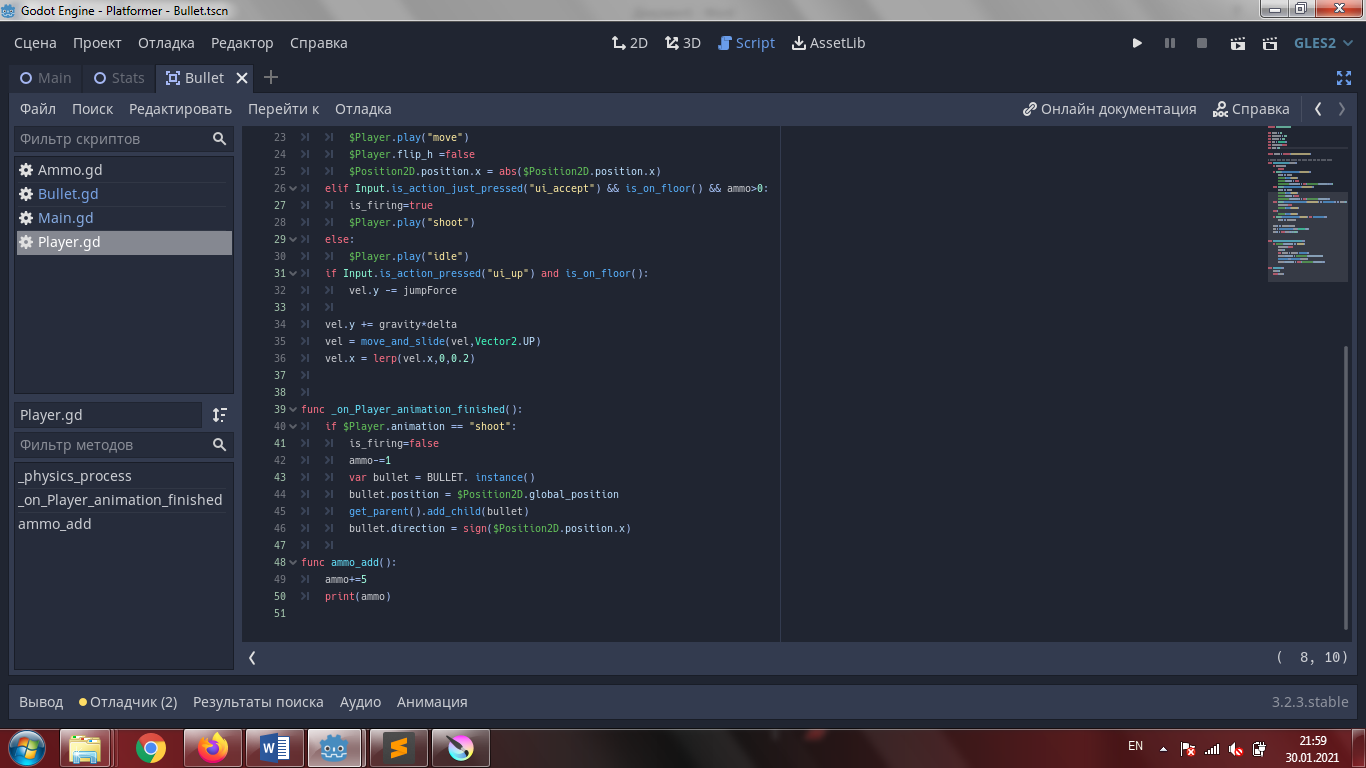 Godot Engine - Platformer - Bullet.tscn
Сцена Проект Отладка Редактор Справка 2D 3D Script AssetLib GLES2
Main Stats Bullet
Файл Поиск Редактировать Перейти к Отладка Онлайн документация Справка
Фильтр скриптов
Ammo.gd
Bullet.gd
Main.gd
Player.gd
Player.gd
Фильтр методов
_physics_process
_on_Player_animation_finished
ammo_add
23 $Player.play("move")
24 $Player.flip_h =false
25 $Position2D.position.x = abs($Position2D.position.x)
26 elif Input.is_action_just_pressed("ui_accept") && is_on_floor() && ammo>0:
27 is_firing=true
28 $Player.play("shoot")
29 else:
30 $Player.play("idle")
31 if Input.is_action_pressed("ui_up") and is_on_floor():
32 vel.y -= jumpForce
33
34 vel.y += gravity*delta
35 vel = move_and_slide(vel,Vector2.UP)
36 vel.x = lerp(vel.x,0,0.2)
37
38
39 func _on_Player_animation_finished():
40 if $Player.animation == "shoot":
41 is_firing=false
42 ammo-=1
43 var bullet = BULLET. instance()
44 bullet.position = $Position2D.global_position
45 get_parent().add_child(bullet)
46 bullet.direction = sign($Position2D.position.x)
47
48 func ammo_add():
49 ammo+=5
50 print(ammo)
51
( 8, 10)
Вывод Отладчик (2) Результаты поиска Аудио Анимация 3.2.3.stable
EN
21:59
30.01.2021